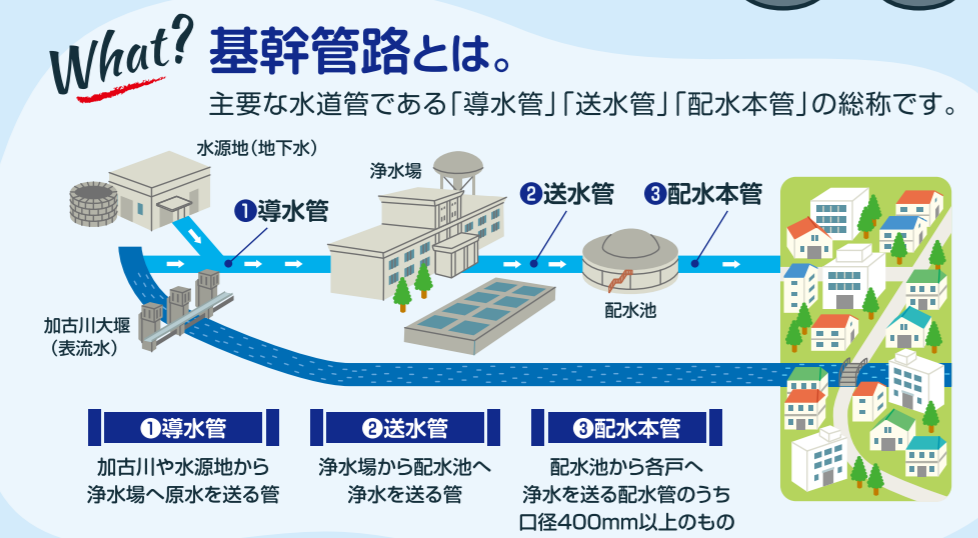 What? 基幹管路とは。
主要な水道管である「導水管」「送水管」「配水本管」の総称です。
水源地(地下水)
浄水場
❶導水管
❷送水管
❸配水本管
配水池
加古川大堰
(表流水)
❶導水管
加古川や水源地から
浄水場へ原水を送る管
❷送水管
浄水場から配水池へ
浄水を送る管
❸配水本管
配水池から各戸へ
浄水を送る配水管のうち
口径400mm以上のもの